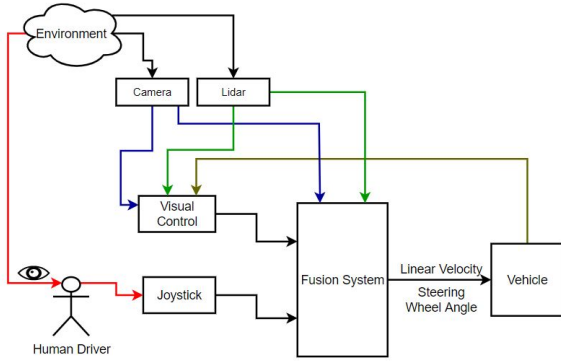 Environment
Camera
Lidar
Visual
Control
Fusion System
Linear Velocity
Steering
Wheel Angle
Vehicle
Joystick
Human Driver